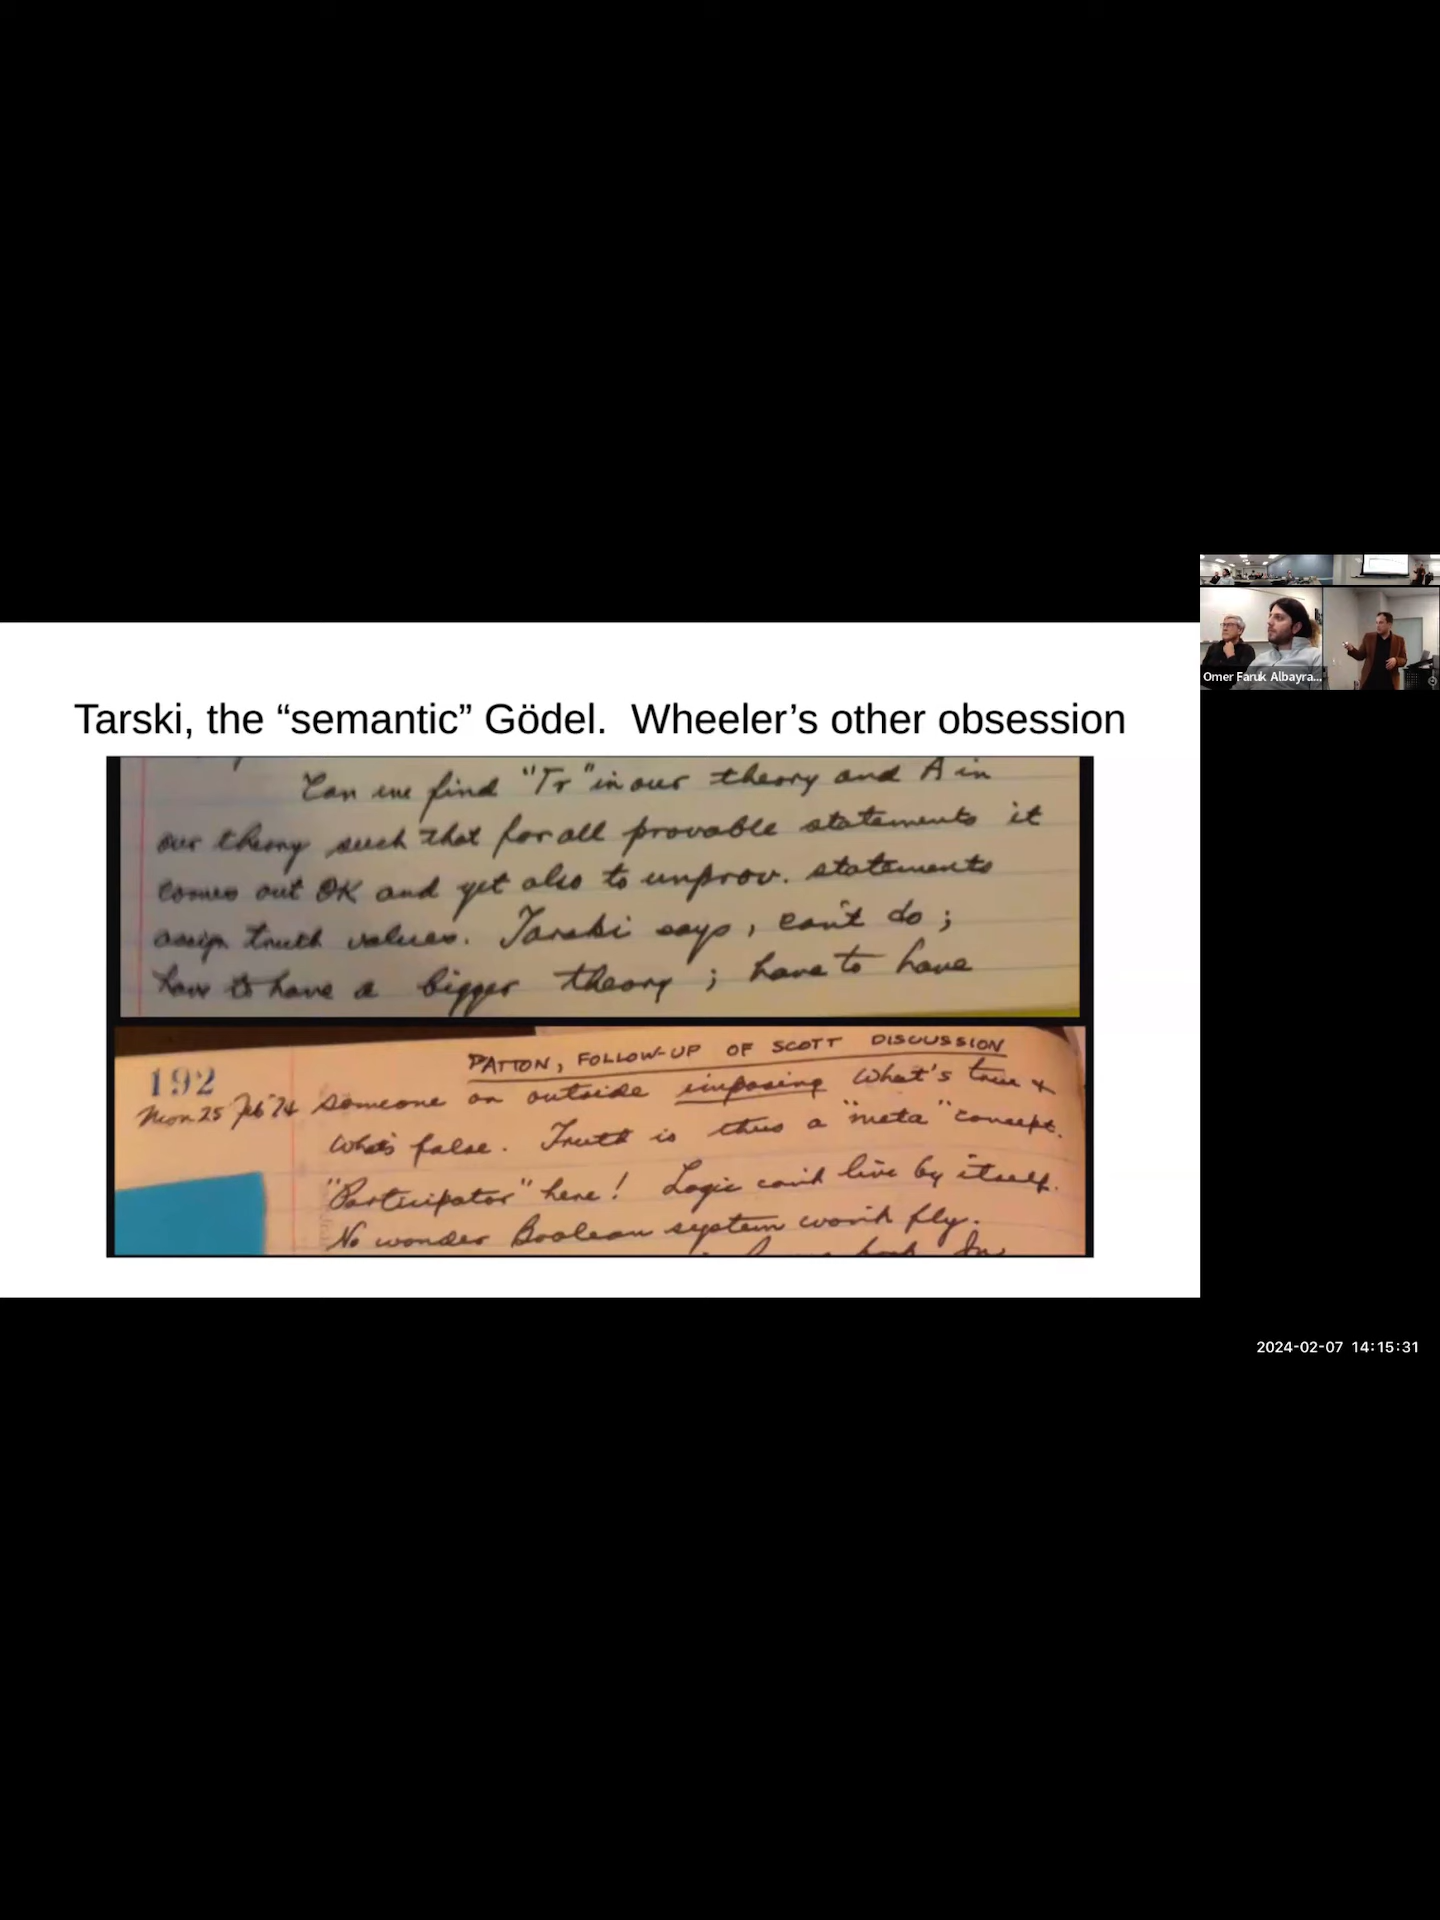 Omer Faruk Albayra...
Tarski, the “semantic” Gödel. Wheeler’s other obsession
Can we find "Tr" in our theory and A in
our theory such that for all provable statements it
comes out OK and yet also to unprov. statements
assign truth values. Tarski says, can't do;
have to have a bigger theory; have to have
192
PATTON, FOLLOW-UP OF SCOTT DISCUSSION
Mon 25 Feb '74 someone on outside imposing what's true &
what's false. Truth is thus a "meta" concept.
"Participator" here! Logic can't live by itself.
No wonder Boolean system won't fly.
2024-02-07 14:15:31